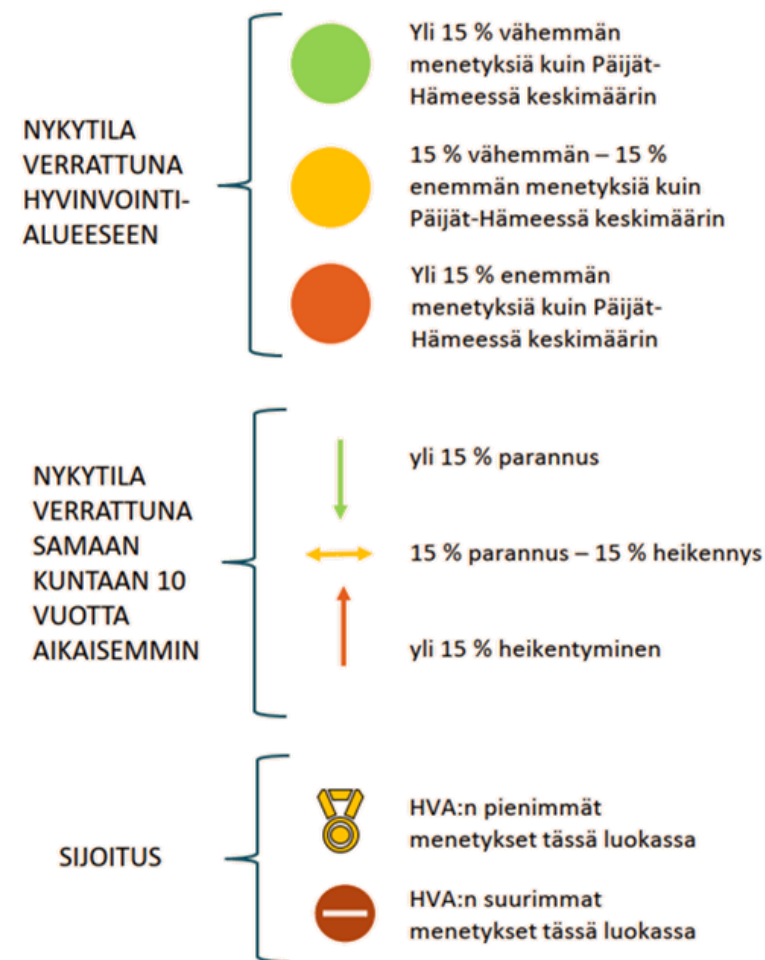 NYKYTILA
VERRATTUNA
HYVINVOINTI-
ALUEESEEN
Yli 15 % vähemmän
menetyksiä kuin Päijät-
Hämeessä keskimäärin
15 % vähemmän – 15 %
enemmän menetyksiä kuin
Päijät-Hämeessä keskimäärin
Yli 15 % enemmän
menetyksiä kuin Päijät-
Hämeessä keskimäärin
NYKYTILA
VERRATTUNA
SAMAAN
KUNTAAN 10
VUOTTA
AIKAISEMMIN
yli 15 % parannus
15 % parannus – 15 % heikennys
yli 15 % heikentyminen
SIJOITUS
HVA:n pienimmät
menetykset tässä luokassa
HVA:n suurimmat
menetykset tässä luokassa